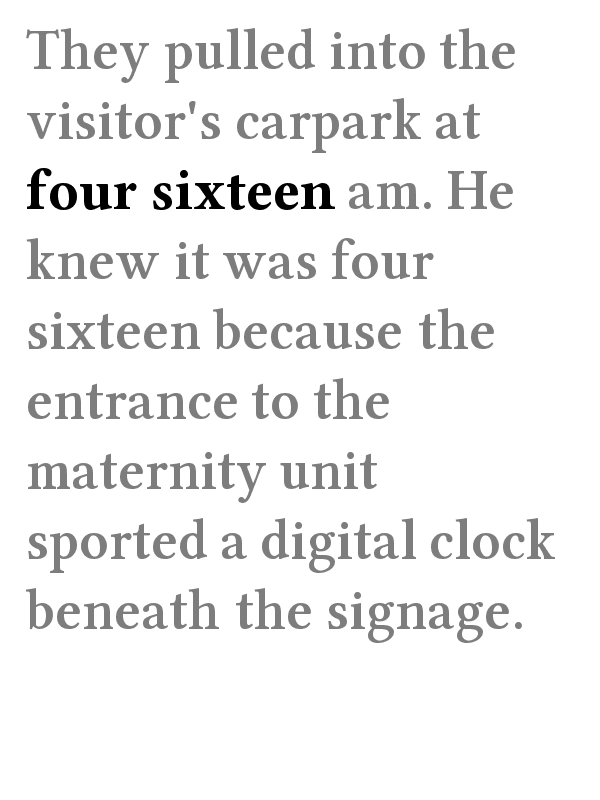 They pulled into the
visitor's carpark at
four sixteen am. He
knew it was four
sixteen because the
entrance to the
maternity unit
sported a digital clock
beneath the signage.